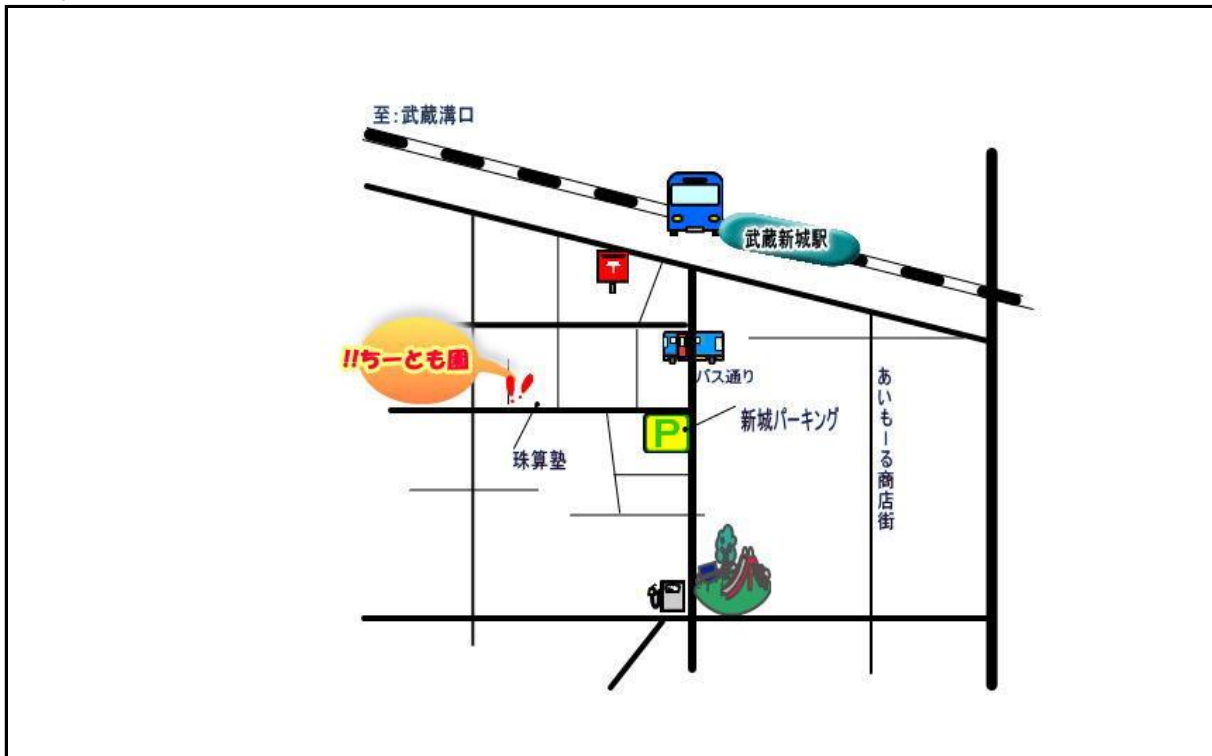 至:武蔵溝口
武蔵新城駅
〒
!!ちーとも園
バス通り
新城パーキング
P
珠算塾
あいもーる商店街